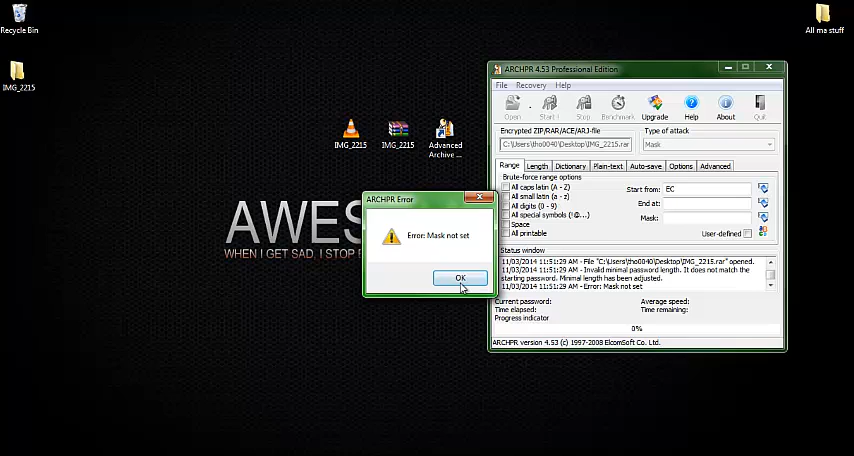 Recycle Bin
All ma stuff
IMG_2215
IMG_2215
IMG_2215
Advanced
Archive ...
AWES
WHEN I GET SAD, I STOP
ARCHPR 4.53 Professional Edition
File Recovery Help
Open Start! Stop Benchmark Upgrade Help About Quit
Encrypted ZIP/RAR/ACE/ARJ-file
Type of attack
C:\Users\tho0040\Desktop\IMG_2215.rar
Mask
Range Length Dictionary Plain-text Auto-save Options Advanced
Brute-force range options
All caps latin (A - Z)
All small latin (a - z)
All digits (0 - 9)
All special symbols (!@...)
Space
All printable
Start from: EC
End at:
Mask:
User-defined
Status window
11/03/2014 11:51:29 AM - File "C:\Users\tho0040\Desktop\IMG_2215.rar" opened.
11/03/2014 11:51:29 AM - Invalid minimal password length. It does not match the
starting password. Minimal length has been adjusted.
11/03/2014 11:51:29 AM - Error: Mask not set
Current password:
Average speed:
Time elapsed:
Time remaining:
Progress indicator
0%
ARCHPR version 4.53 (c) 1997-2008 ElcomSoft Co. Ltd.
ARCHPR Error
Error: Mask not set
OK